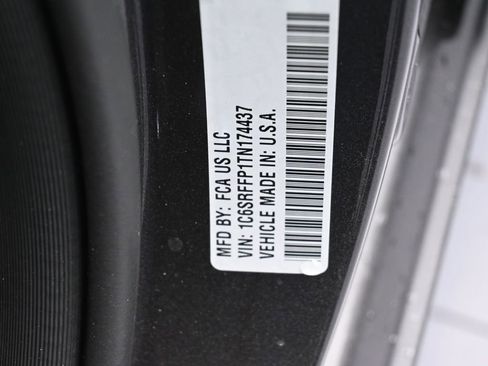 MFD BY: FCA US LLC
VIN: 1C6SRFFP1TN174437
VEHICLE MADE IN: U.S.A.